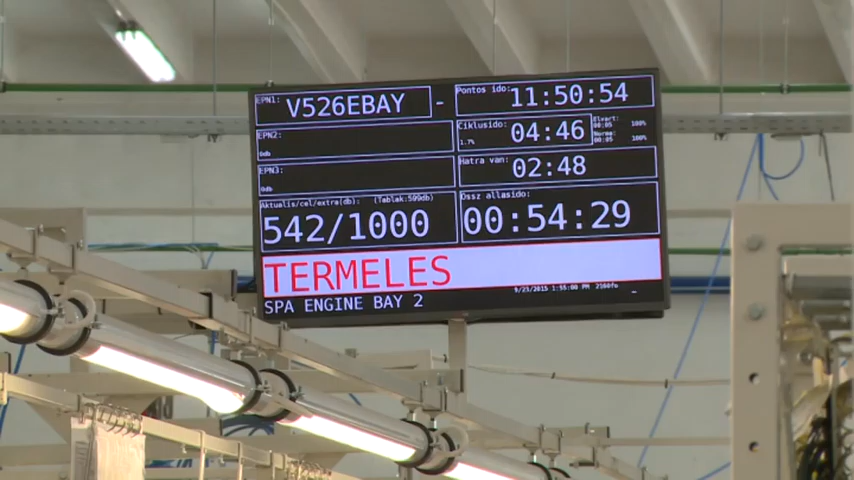 EPN1: V526EBAY -
Pontos ido: 11:50:54
EPN2:
0db
Ciklusido: 04:46
1.7%
Elvart: 100%
00:05
Norma: 100%
00:05
EPN3:
0db
Hatra van: 02:48
Aktualis/cel/extra(db): (Tablak:599db)
542/1000
Ossz allasido:
00:54:29
TERMELES
SPA ENGINE BAY 2
9/23/2015 1:55:00 PM